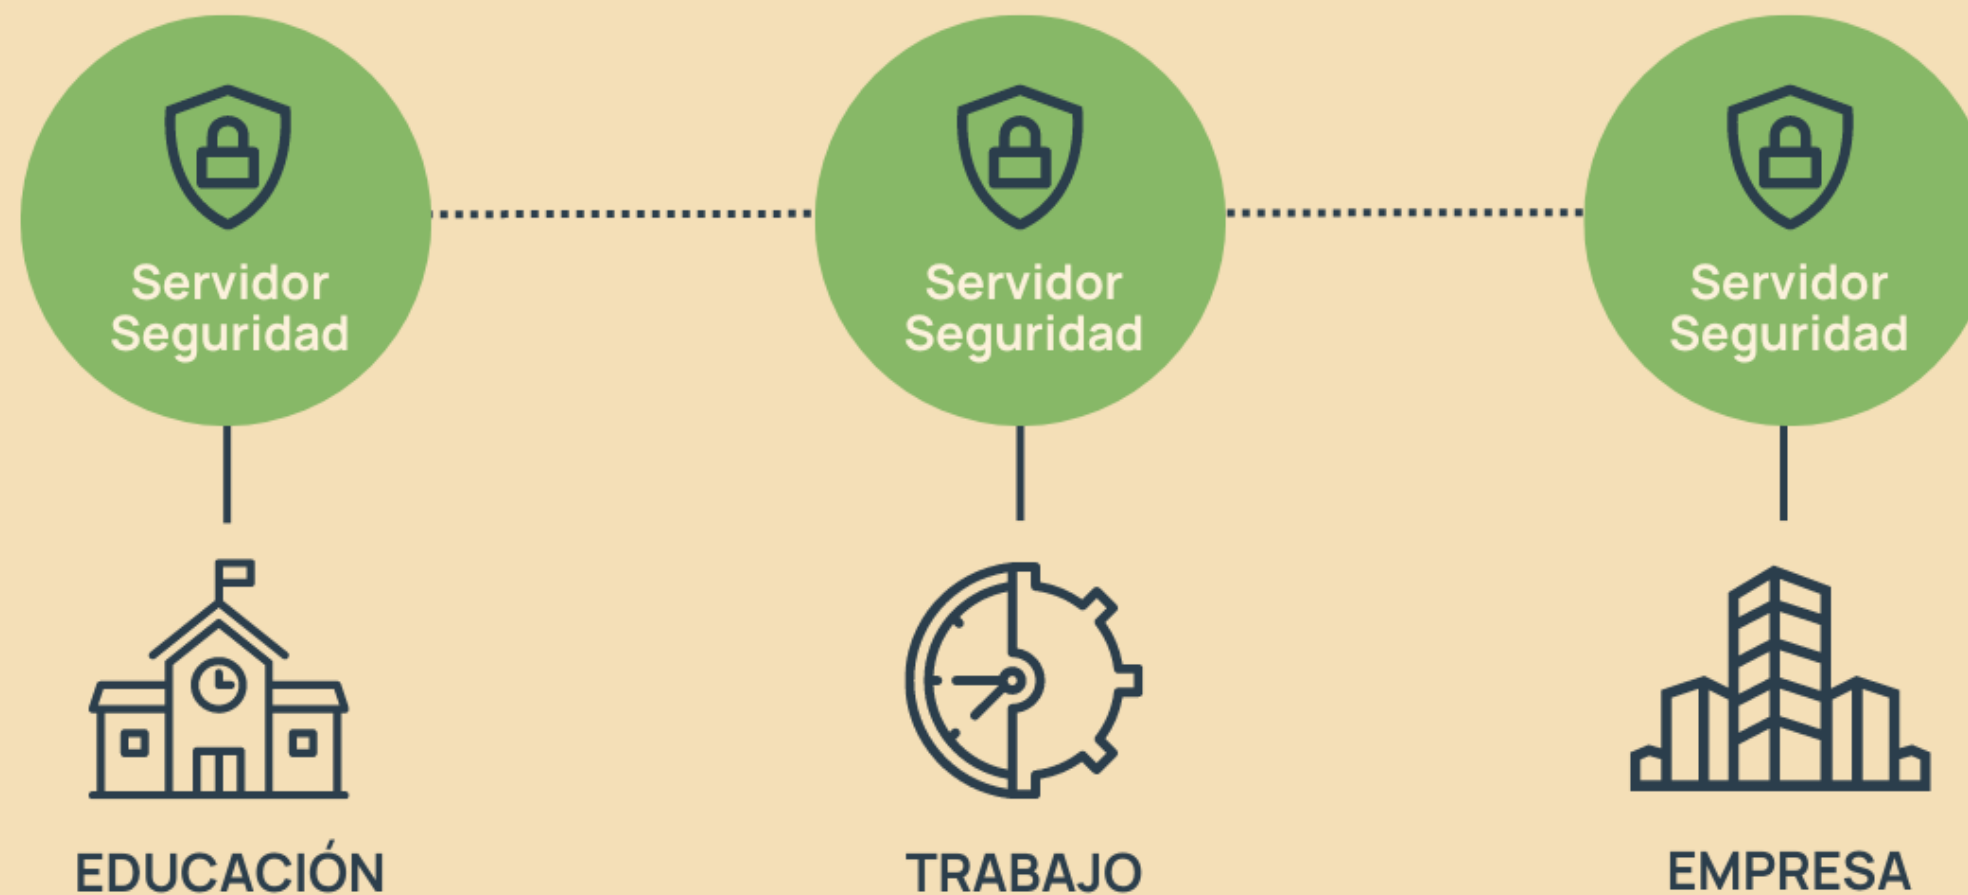 Servidor
Seguridad
Servidor
Seguridad
Servidor
Seguridad
EDUCACIÓN
TRABAJO
EMPRESA